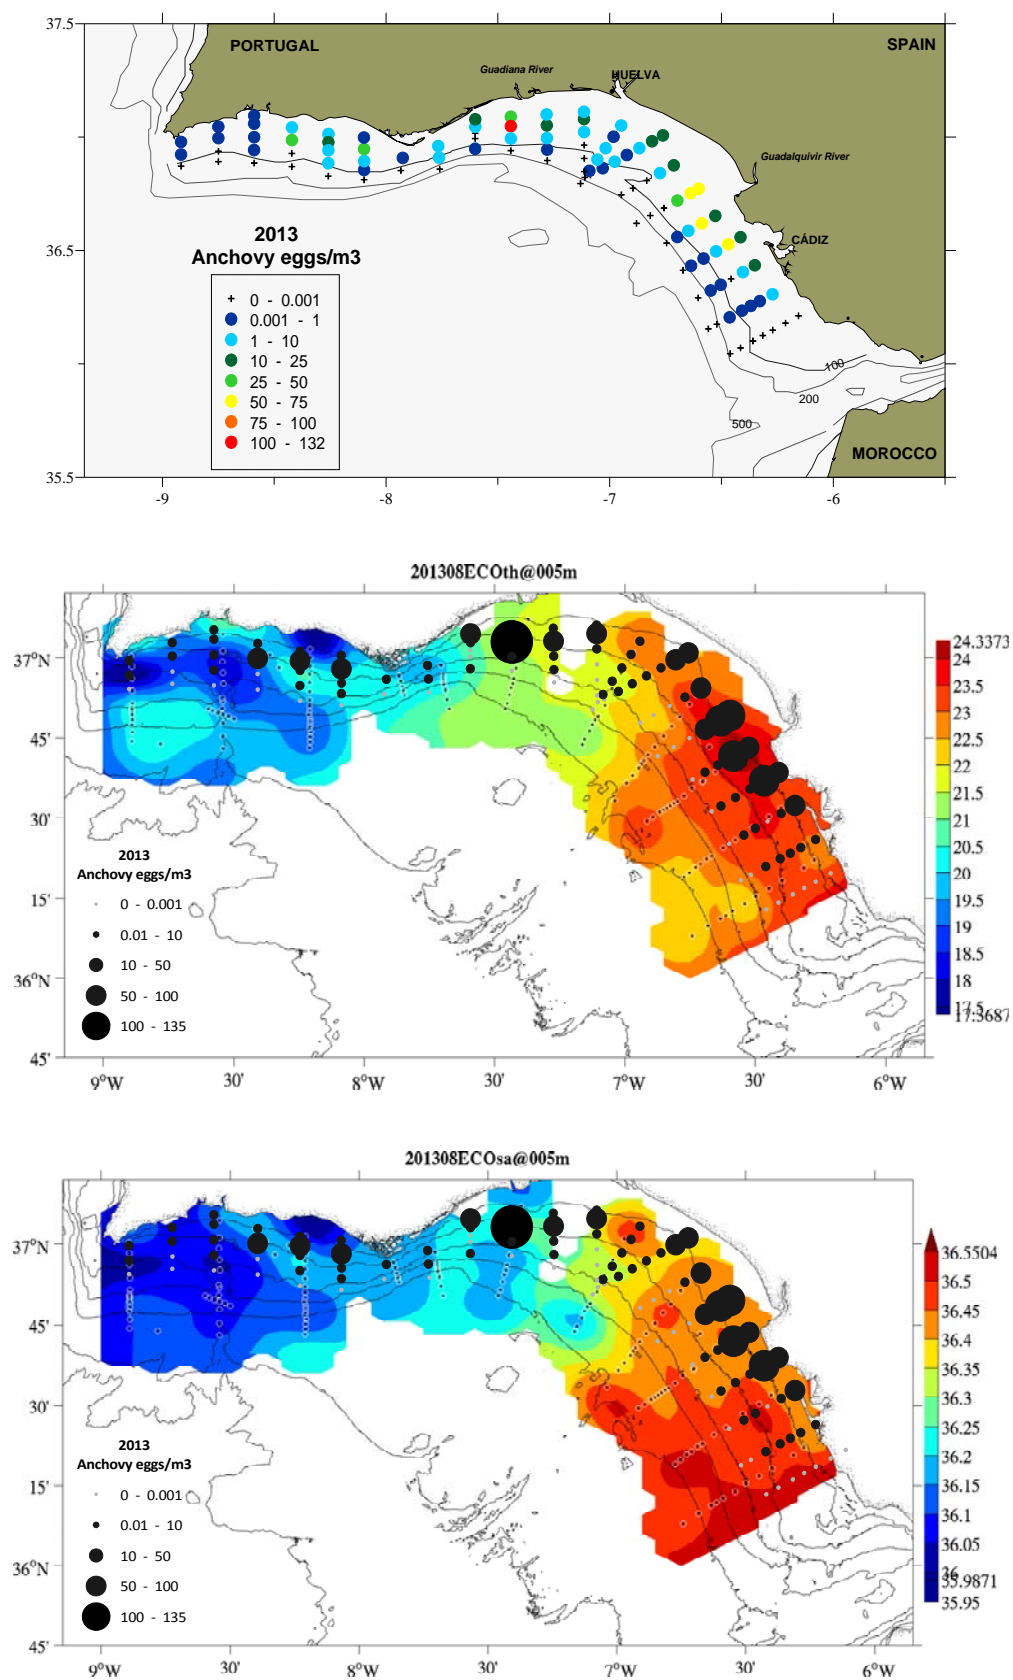 37.5
PORTUGAL
SPAIN
Guadiana River
HUELVA
Guadalquivir River
2013
Anchovy eggs/m3
36.5
CÁDIZ
0 - 0.001
0.001 - 1
1 - 10
10 - 25
25 - 50
50 - 75
75 - 100
100 - 132
100
200
500
MOROCCO
35.5
-9
-8
-7
-6
201308ECOth@005m
37°N
45'
30'
15'
36°N
45'
2013
Anchovy eggs/m3
0 - 0.001
0.01 - 10
10 - 50
50 - 100
100 - 135
24.3373
24
23.5
23
22.5
22
21.5
21
20.5
20
19.5
19
18.5
18
17.5
17.3687
9°W
30'
8°W
30'
7°W
30'
6°W
201308ECOsa@005m
37°N
45'
30'
15'
36°N
45'
2013
Anchovy eggs/m3
0 - 0.001
0.01 - 10
10 - 50
50 - 100
100 - 135
36.5504
36.5
36.45
36.4
36.35
36.3
36.25
36.2
36.15
36.1
36.05
36
35.9871
35.95
9°W
30'
8°W
30'
7°W
30'
6°W